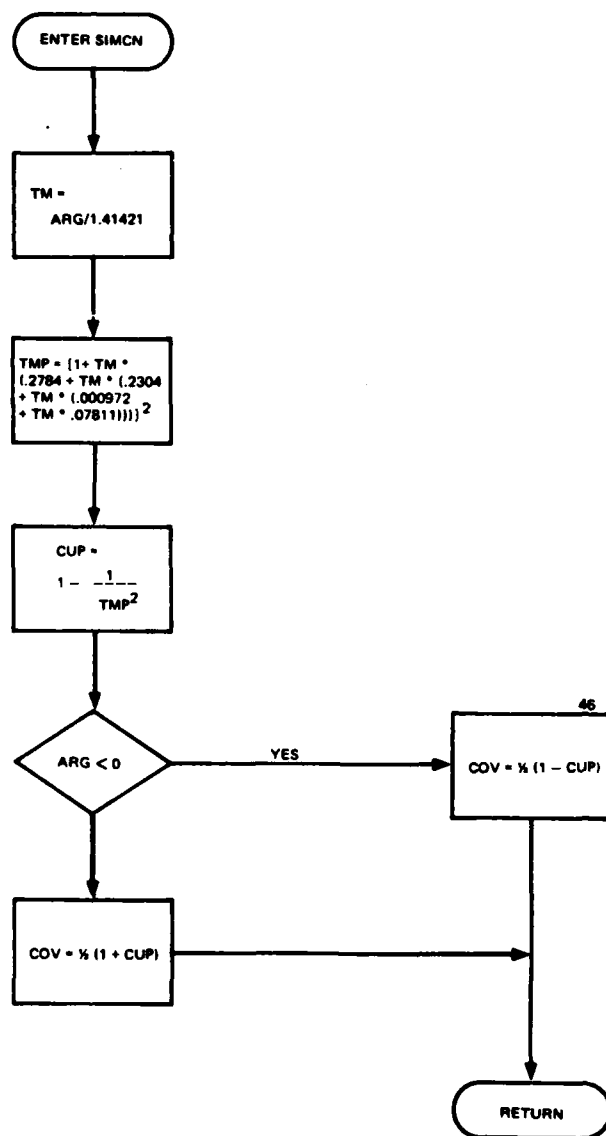 ENTER SIMCN
TM =
ARG/1.41421
TMP = [1+ TM *
(.2784 + TM * (.2304
+ TM * (.000972
+ TM * .07811)))]²
CUP =
1 - 1
TMP²
ARG < 0
YES
46
COV = ½ (1 - CUP)
COV = ½ (1 + CUP)
RETURN